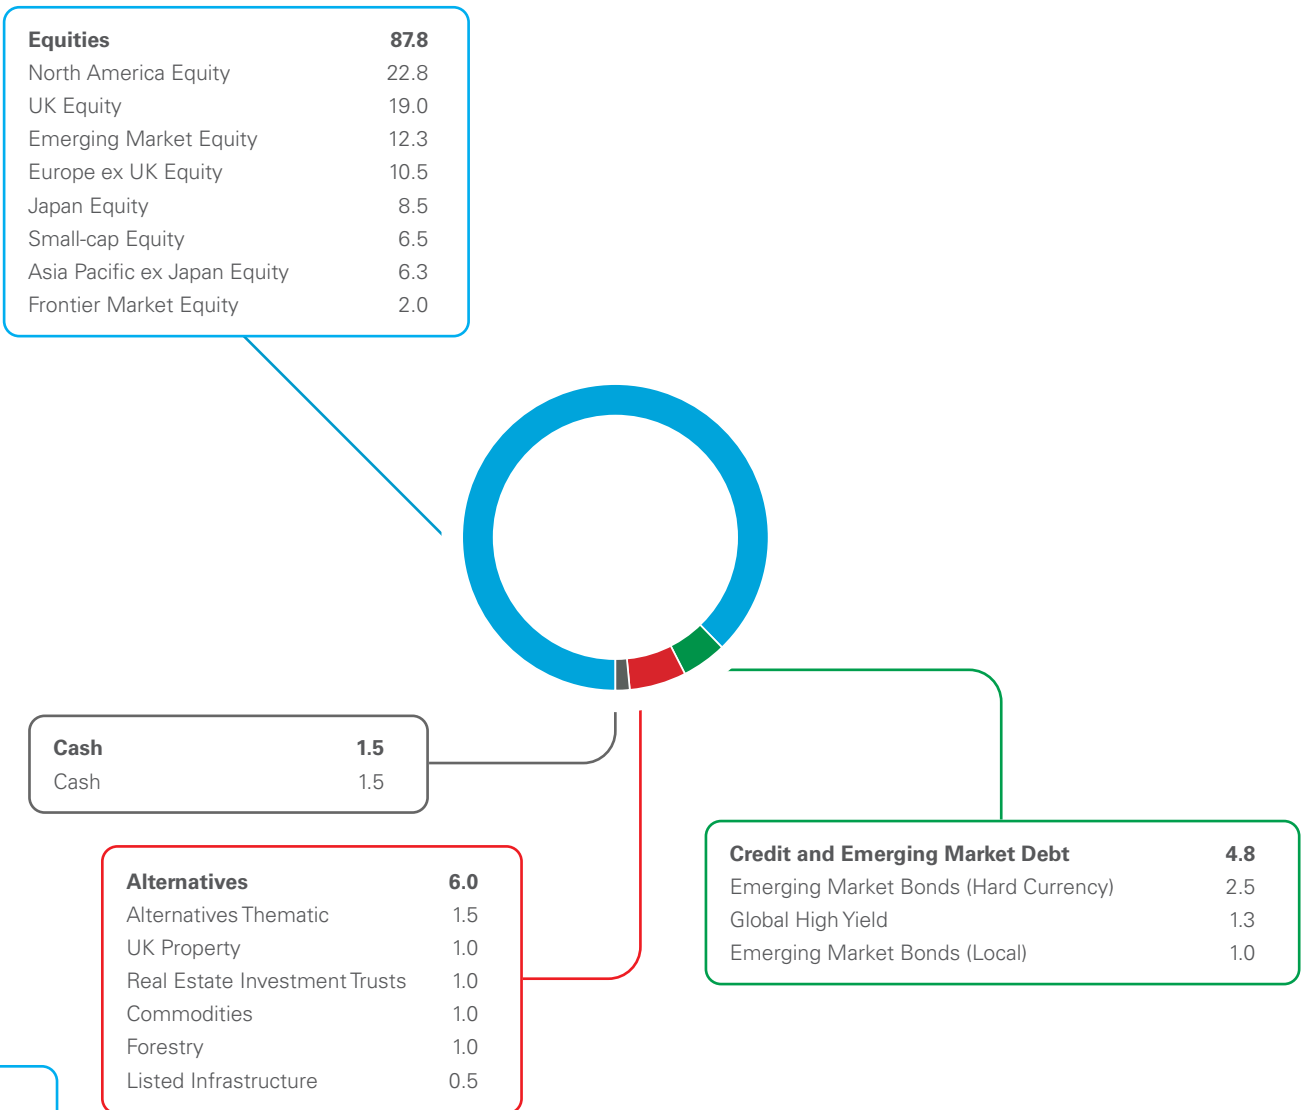 Equities 87.8
North America Equity 22.8
UK Equity 19.0
Emerging Market Equity 12.3
Europe ex UK Equity 10.5
Japan Equity 8.5
Small-cap Equity 6.5
Asia Pacific ex Japan Equity 6.3
Frontier Market Equity 2.0
Cash 1.5
Cash 1.5
Alternatives 6.0
Alternatives Thematic 1.5
UK Property 1.0
Real Estate Investment Trusts 1.0
Commodities 1.0
Forestry 1.0
Listed Infrastructure 0.5
Credit and Emerging Market Debt 4.8
Emerging Market Bonds (Hard Currency) 2.5
Global High Yield 1.3
Emerging Market Bonds (Local) 1.0